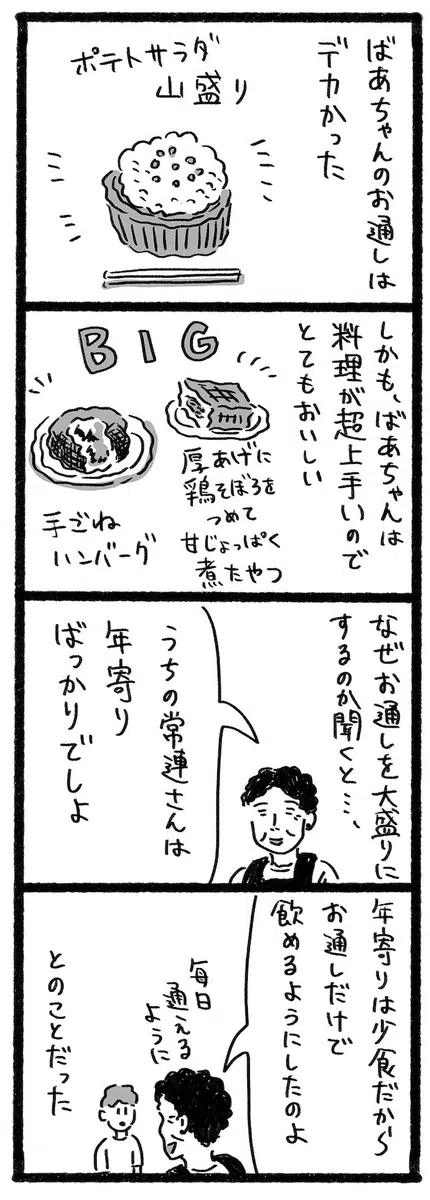 ばあちゃんのお通しは
デカかった
ポテトサラダ
山盛り
しかも、ばあちゃんは
料理が超上手いので
とてもおいしい
BIG
厚あげに
鶏そぼろを
つめて
甘じょっぱく
煮たやつ
手ごね
ハンバーグ
なぜお通しを大盛りに
するのか聞くと…、
うちの常連さんは
年寄り
ばっかりでしょ
年寄りは少食だから
お通しだけで
飲めるようにしたのよ
毎日
通える
ように
とのことだった